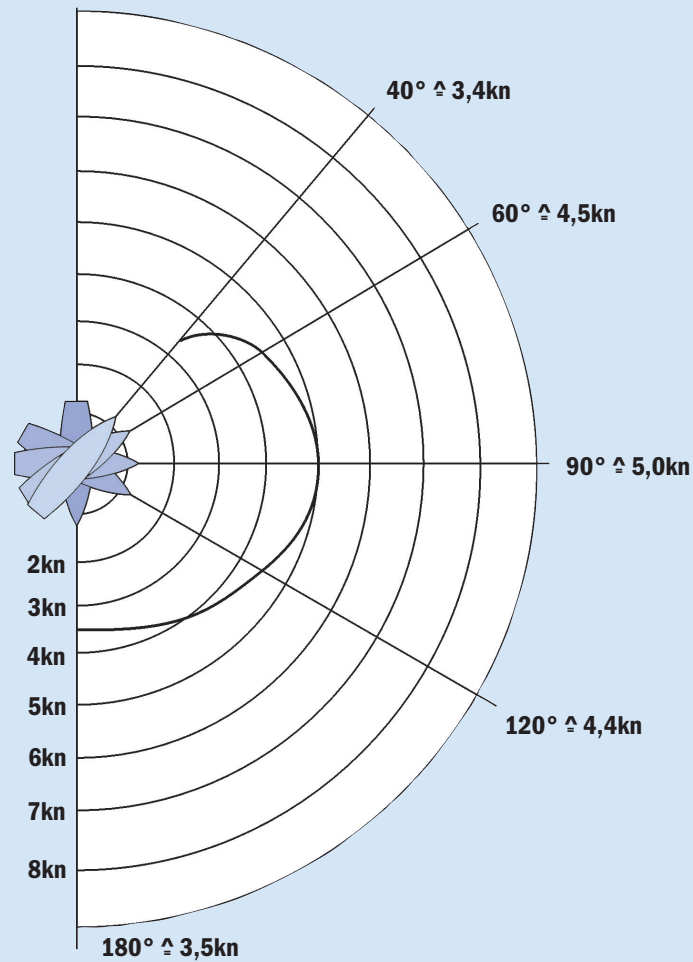 40° ≙ 3,4kn
60° ≙ 4,5kn
90° ≙ 5,0kn
2kn
3kn
4kn
5kn
6kn
120° ≙ 4,4kn
7kn
8kn
180° ≙ 3,5kn